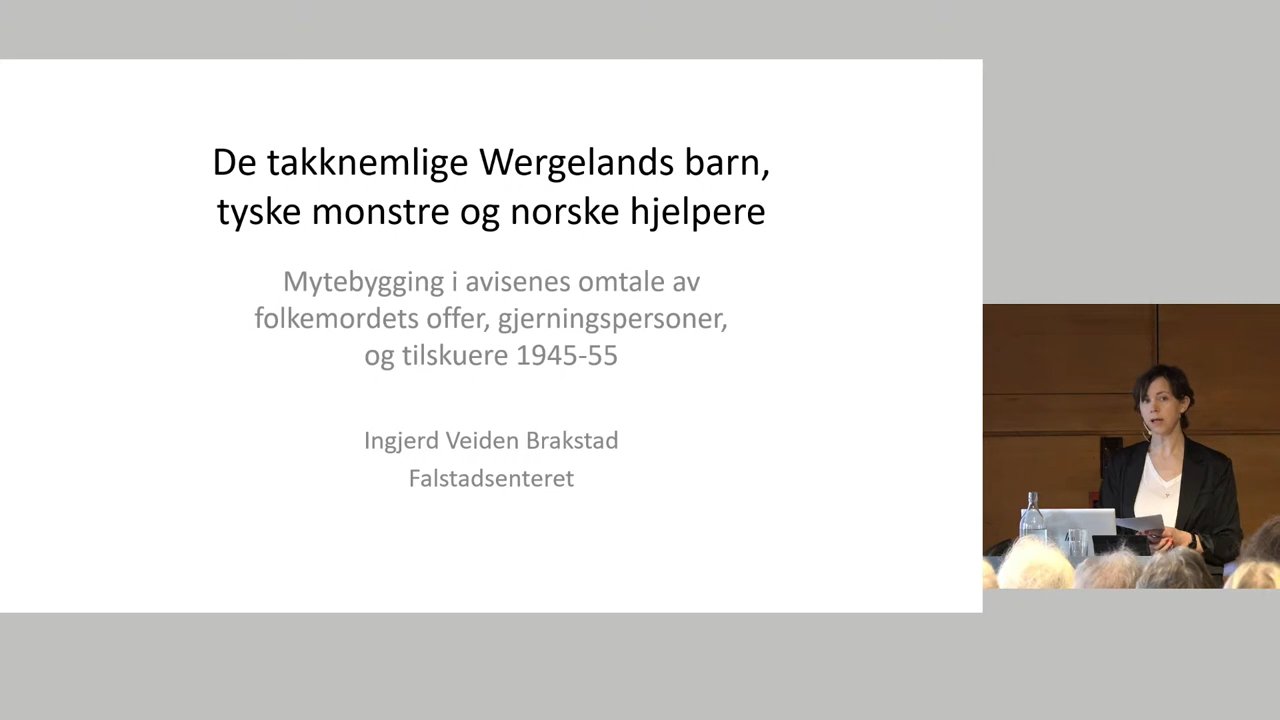 De takknemlige Wergelands barn,
tyske monstre og norske hjelpere
Mytebygging i avisenes omtale av
folkemordets offer, gjerningspersoner,
og tilskuere 1945-55
Ingjerd Veiden Brakstad
Falstadsenteret